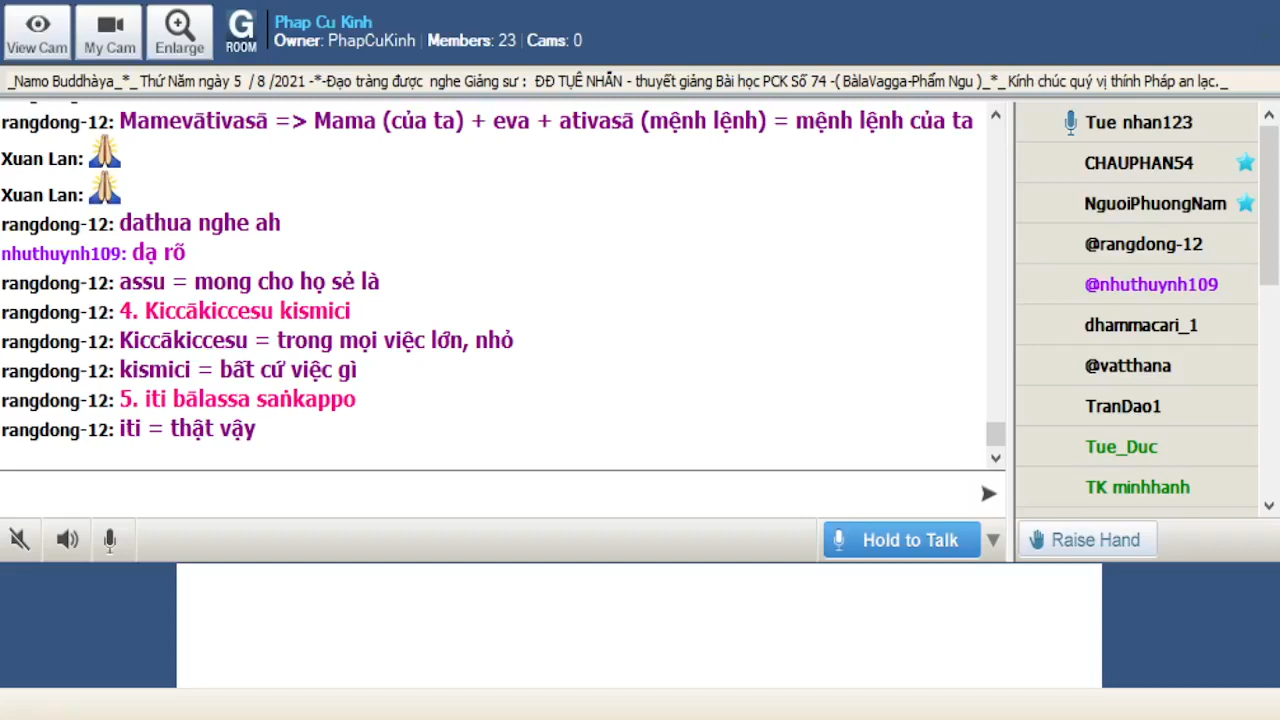 View Cam
My Cam
Enlarge
G
ROOM
Phap Cu Kinh
Owner: PhapCuKinh | Members: 23 | Cams: 0
_Namo Buddhàya_*_ Thứ Năm ngày 5 / 8 /2021 -*-Đạo tràng được nghe Giảng sư : ĐĐ TUỆ NHẪN - thuyết giảng Bài học PCK Số 74 -( BàlaVagga-Phẩm Ngu )_*_ Kính chúc quý vị thính Pháp an lạc._
rangdong-12: Mamevātivasā => Mama (của ta) + eva + ativasā (mệnh lệnh) = mệnh lệnh của ta
Xuan Lan:
Xuan Lan:
rangdong-12: dathua nghe ah
nhuthuynh109: dạ rõ
rangdong-12: assu = mong cho họ sẻ là
rangdong-12: 4. Kiccākiccesu kismici
rangdong-12: Kiccākiccesu = trong mọi việc lớn, nhỏ
rangdong-12: kismici = bất cứ việc gì
rangdong-12: 5. iti bālassa saṅkappo
rangdong-12: iti = thật vậy
Tue nhan123
CHAUPHAN54
NguoiPhuongNam
@rangdong-12
@nhuthuynh109
dhammacari_1
@vatthana
TranDao1
Tue_Duc
TK minhhanh
Hold to Talk
Raise Hand